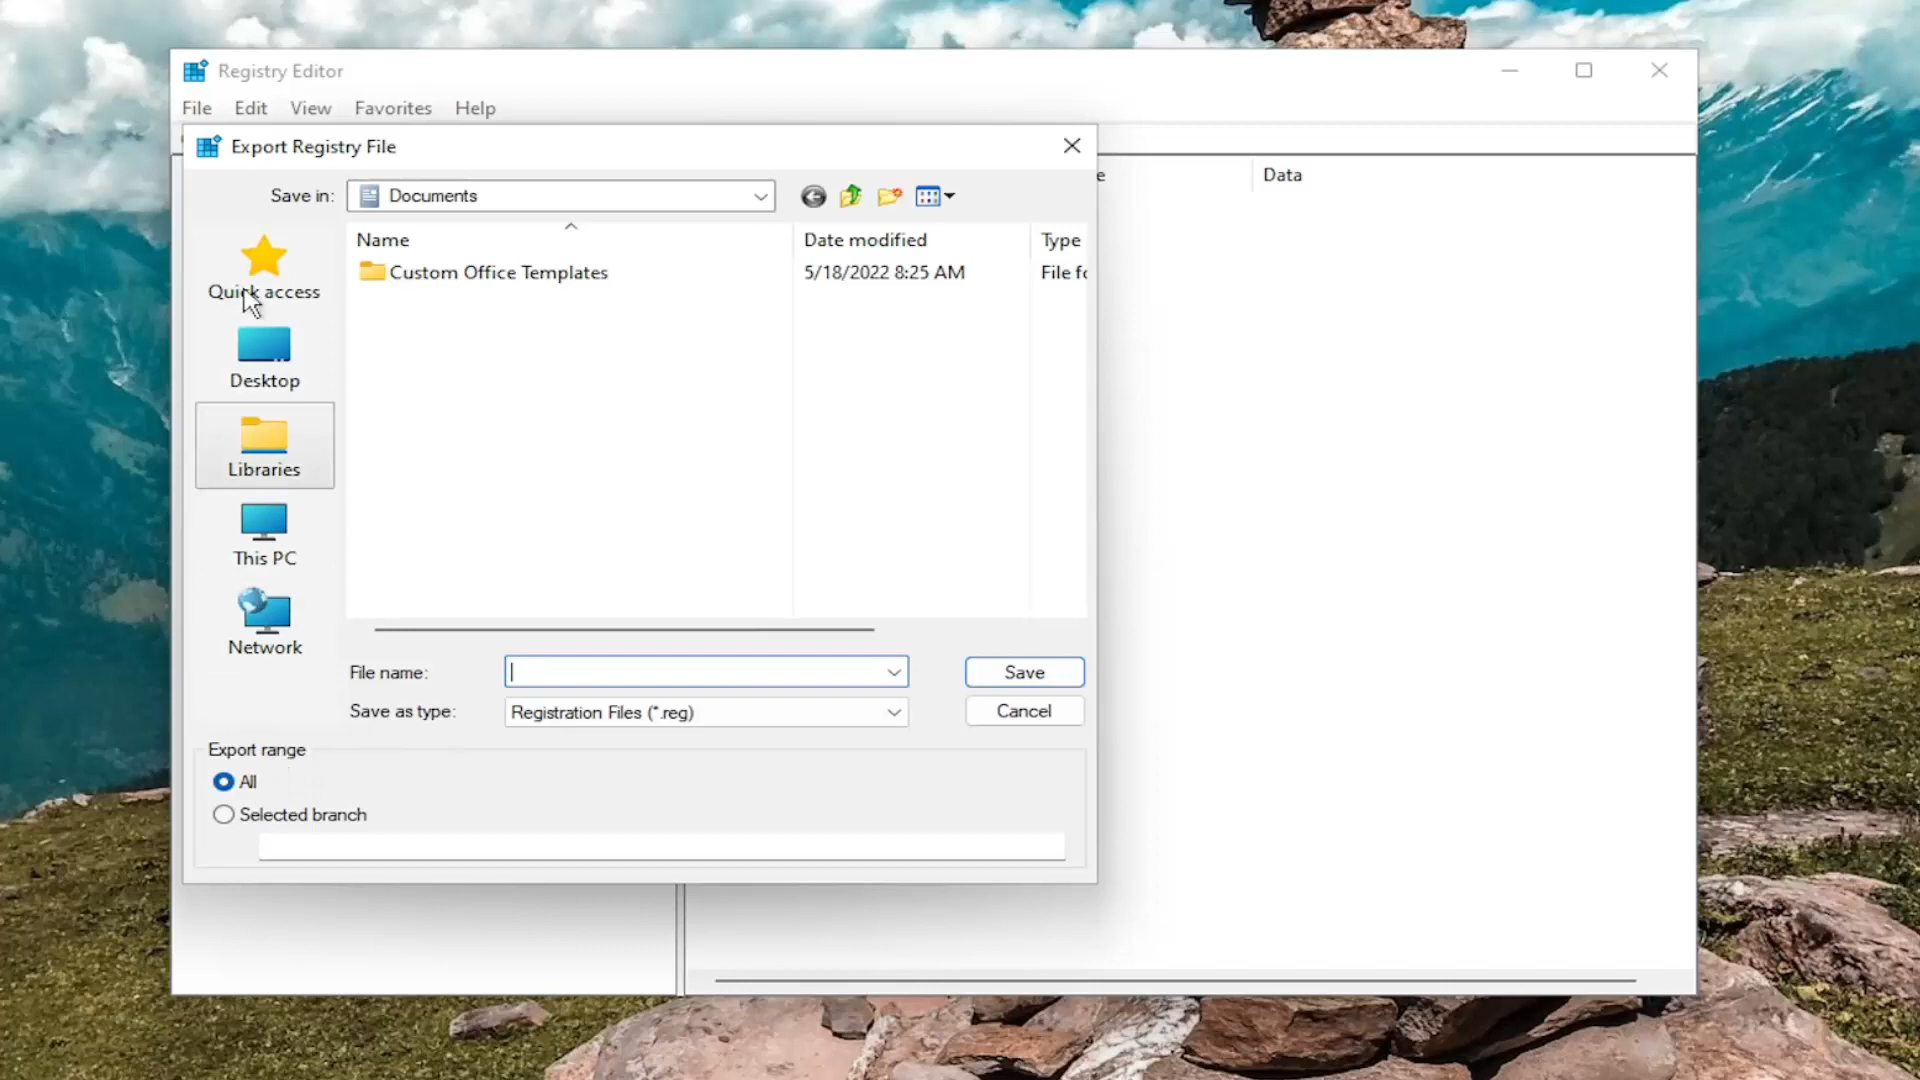 Registry Editor
File Edit View Favorites Help
Export Registry File
Save in: Documents
e Data
Name Date modified Type
Custom Office Templates 5/18/2022 8:25 AM File fo
Quick access
Desktop
Libraries
This PC
Network
File name: Save
Save as type: Registration Files (*.reg) Cancel
Export range
All
Selected branch